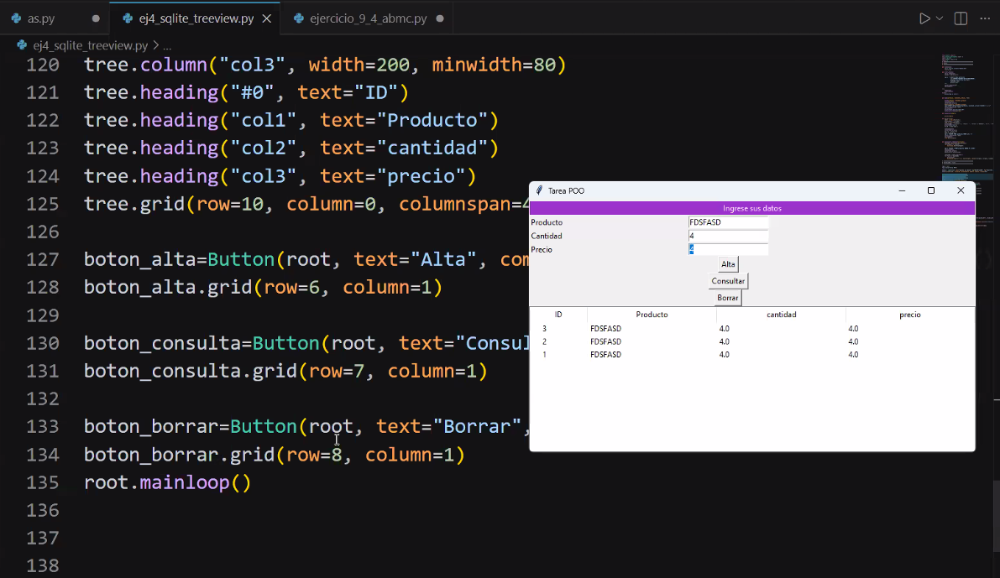 as.py ej4_sqlite_treeview.py ejercicio_9_4_abmc.py
ej4_sqlite_treeview.py > ...
120 tree.column("col3", width=200, minwidth=80)
121 tree.heading("#0", text="ID")
122 tree.heading("col1", text="Producto")
123 tree.heading("col2", text="cantidad")
124 tree.heading("col3", text="precio")
125 tree.grid(row=10, column=0, columnspan=4
126
127 boton_alta=Button(root, text="Alta", com
128 boton_alta.grid(row=6, column=1)
129
130 boton_consulta=Button(root, text="Consul
131 boton_consulta.grid(row=7, column=1)
132
133 boton_borrar=Button(root, text="Borrar",
134 boton_borrar.grid(row=8, column=1)
135 root.mainloop()
136
137
138
Tarea POO
Ingrese sus datos
Producto FDSFASD
Cantidad 4
Precio 4
Alta
Consultar
Borrar
ID Producto cantidad precio
3 FDSFASD 4.0 4.0
2 FDSFASD 4.0 4.0
1 FDSFASD 4.0 4.0